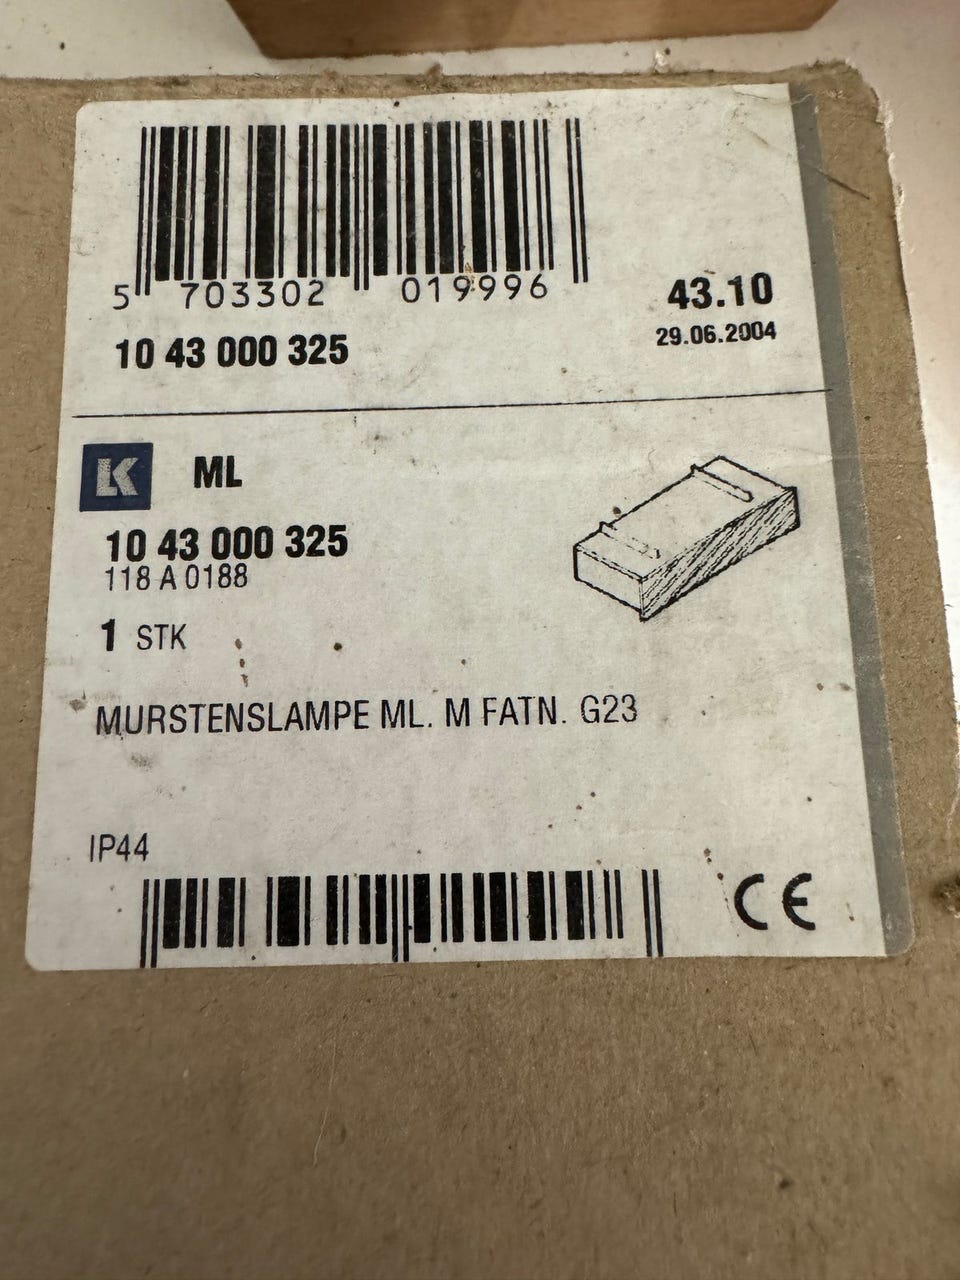 5 703302 019996
43.10
29.06.2004
10 43 000 325
LK ML
10 43 000 325
118 A 0188
1 STK
MURSTENSLAMPE ML. M FATN. G23
IP44
CE